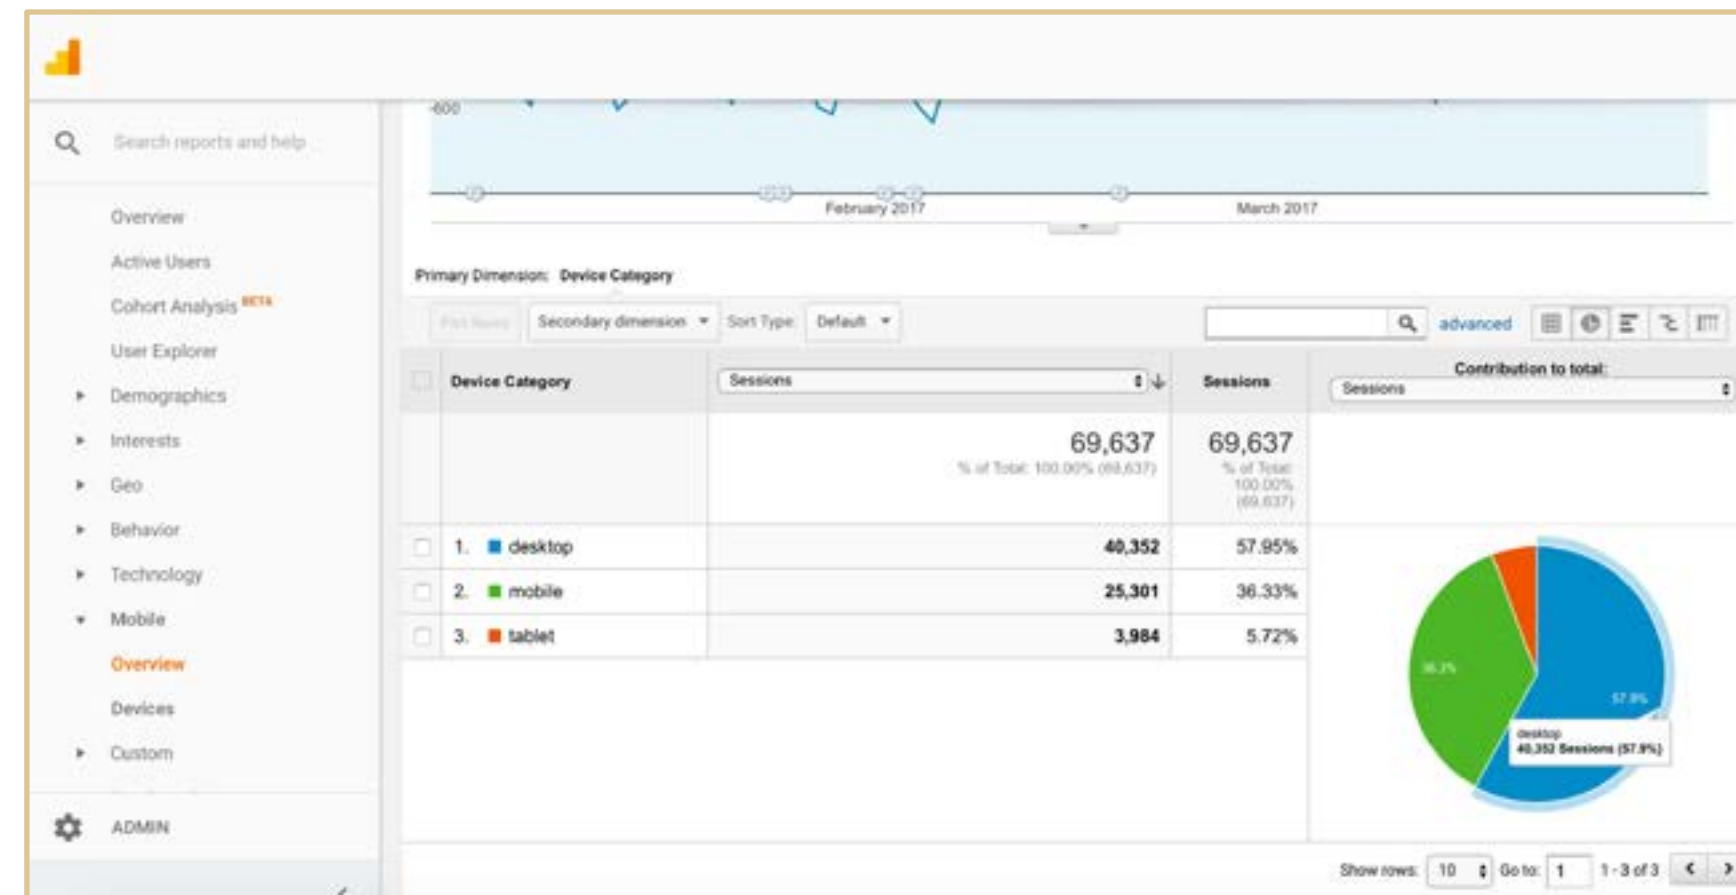 -600
Search reports and help
February 2017
March 2017
Overview
Active Users
Cohort Analysis BETA
User Explorer
Demographics
Interests
Geo
Behavior
Technology
Mobile
Overview
Devices
Custom
ADMIN
Primary Dimension: Device Category
Plot Rows Secondary dimension Sort Type: Default advanced
Device Category Sessions Sessions Contribution to total: Sessions
69,637 69,637
% of Total: 100.00% (69,637) % of Total:
100.00%
(69,637)
1. desktop 40,352 57.95%
2. mobile 25,301 36.33%
3. tablet 3,984 5.72%
57.9%
desktop
40,352 Sessions (57.9%)
Show rows: 10 Go to: 1 1 - 3 of 3